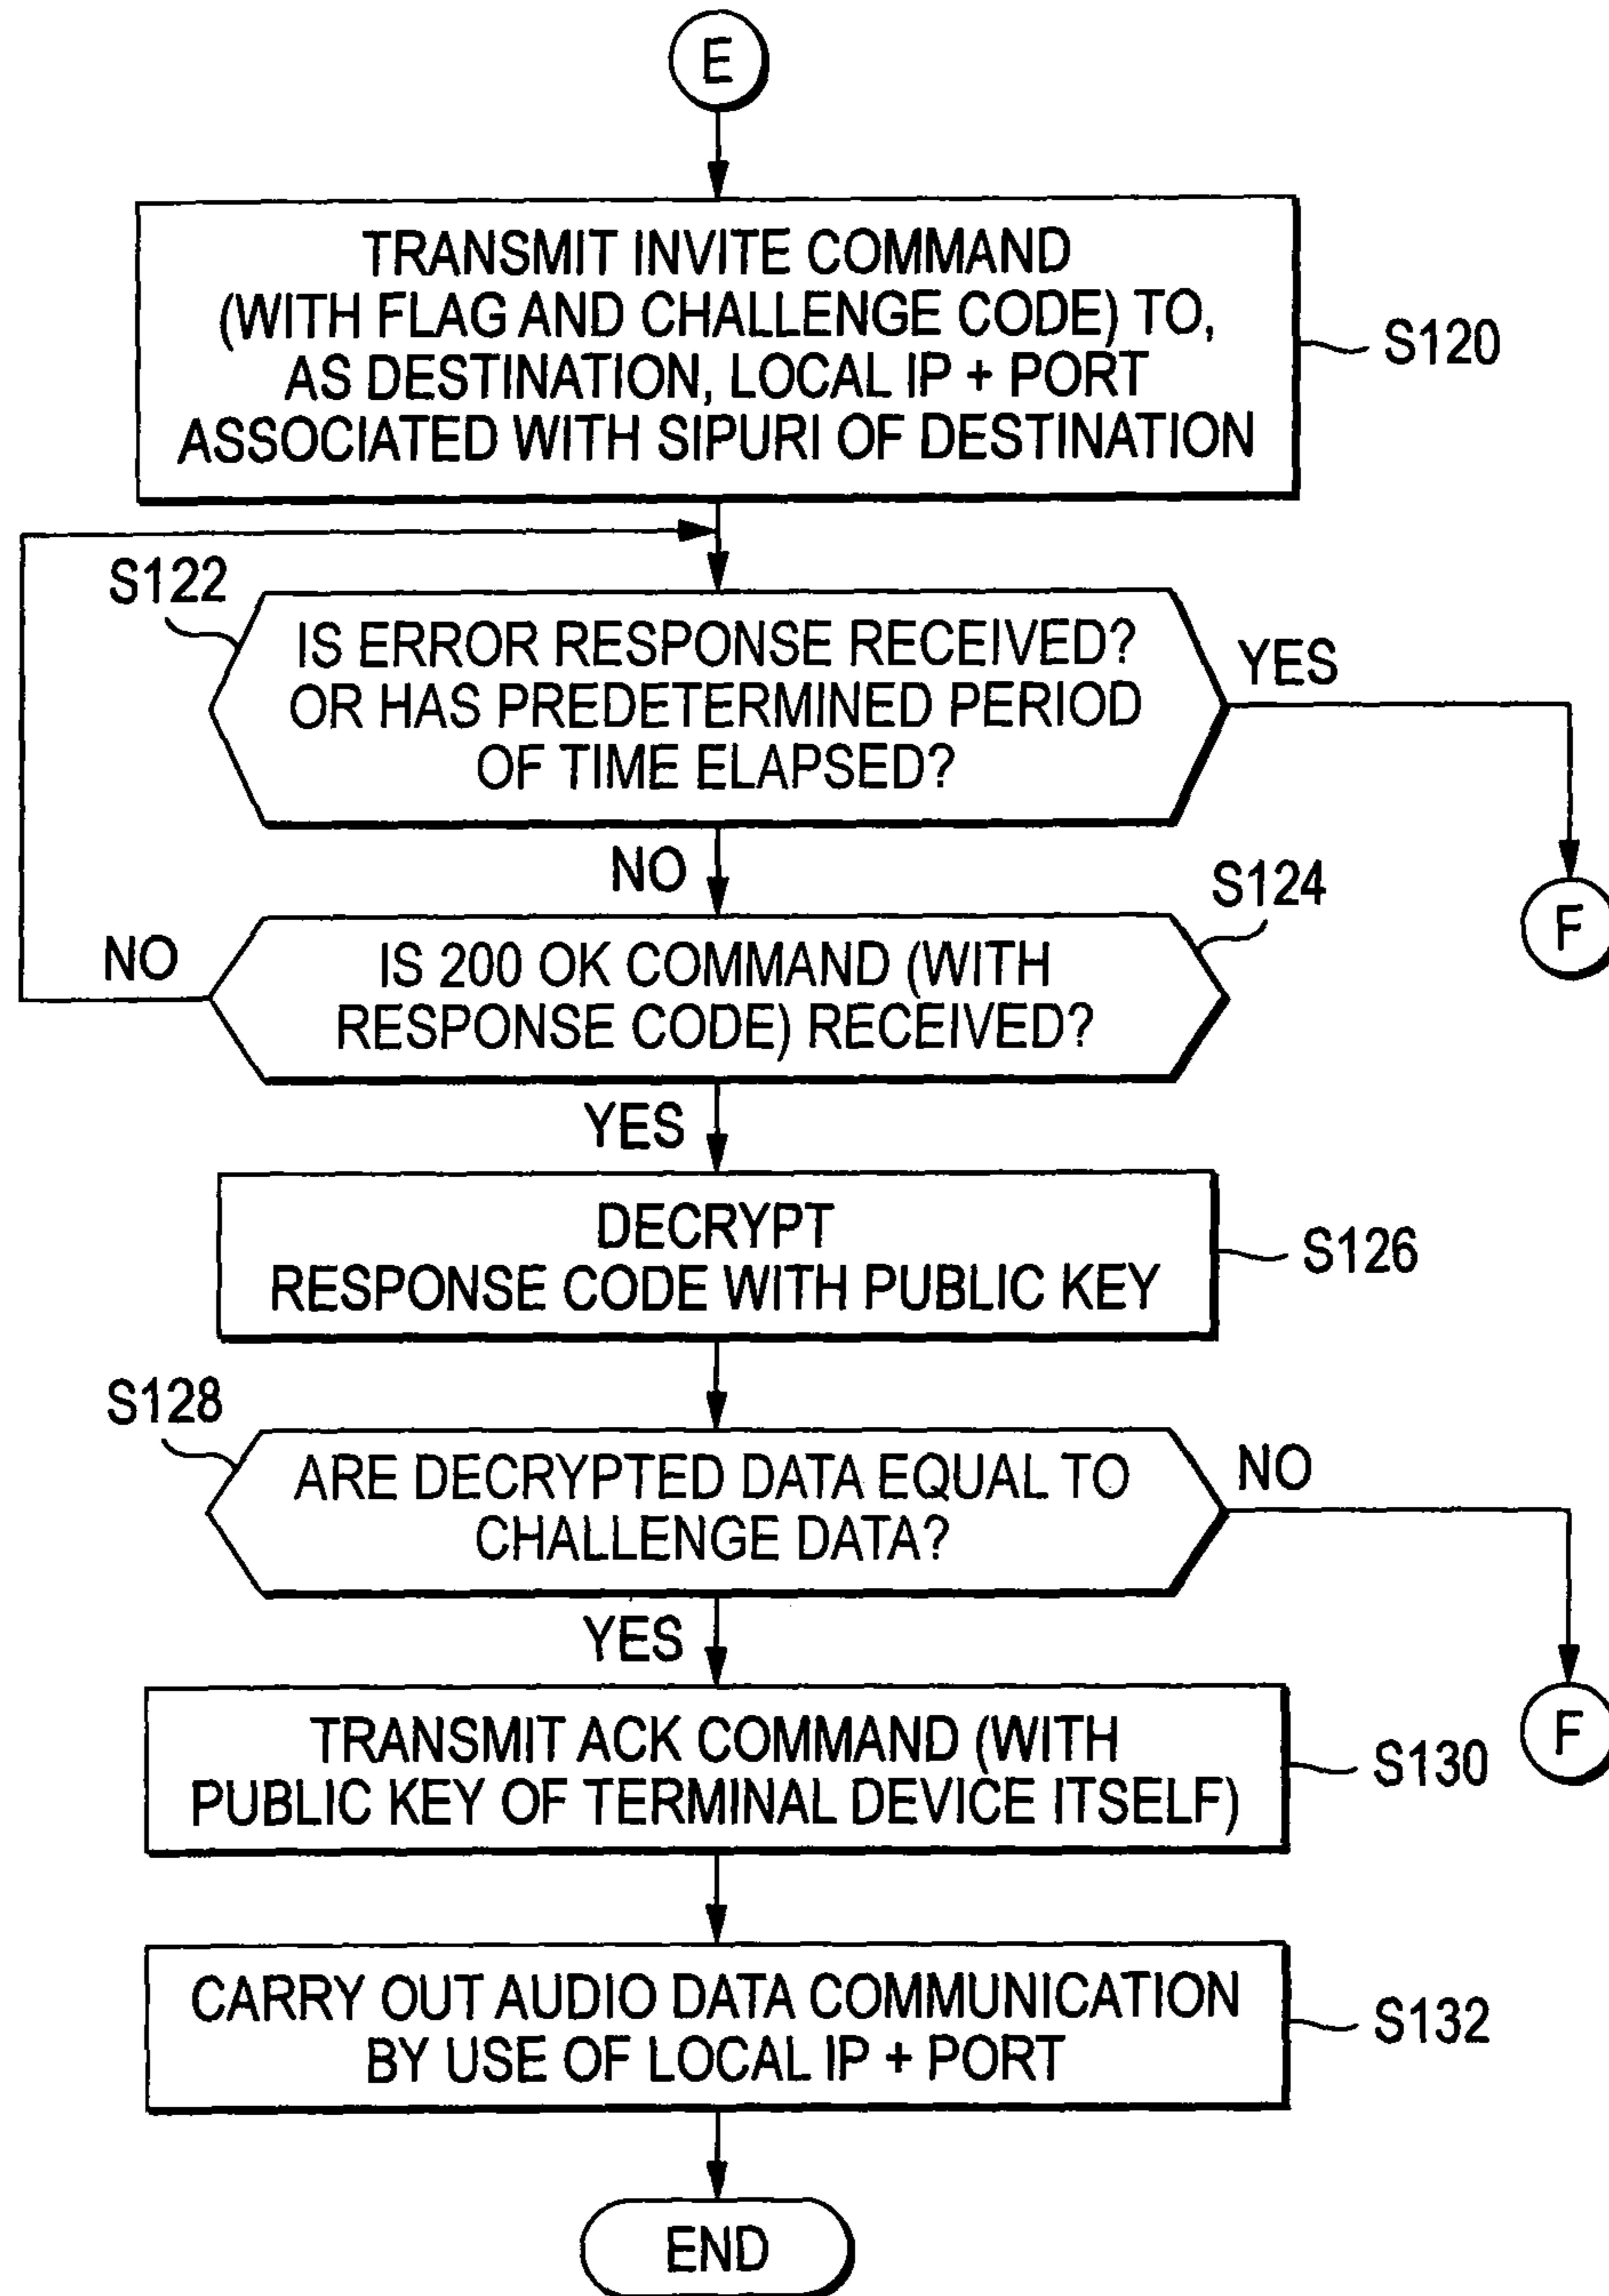 E
TRANSMIT INVITE COMMAND
(WITH FLAG AND CHALLENGE CODE) TO,
AS DESTINATION, LOCAL IP + PORT
ASSOCIATED WITH SIPURI OF DESTINATION
S120
S122
IS ERROR RESPONSE RECEIVED?
OR HAS PREDETERMINED PERIOD
OF TIME ELAPSED?
YES
F
NO
S124
NO
IS 200 OK COMMAND (WITH
RESPONSE CODE) RECEIVED?
YES
DECRYPT
RESPONSE CODE WITH PUBLIC KEY
S126
S128
ARE DECRYPTED DATA EQUAL TO
CHALLENGE DATA?
NO
F
YES
TRANSMIT ACK COMMAND (WITH
PUBLIC KEY OF TERMINAL DEVICE ITSELF)
S130
CARRY OUT AUDIO DATA COMMUNICATION
BY USE OF LOCAL IP + PORT
S132
END